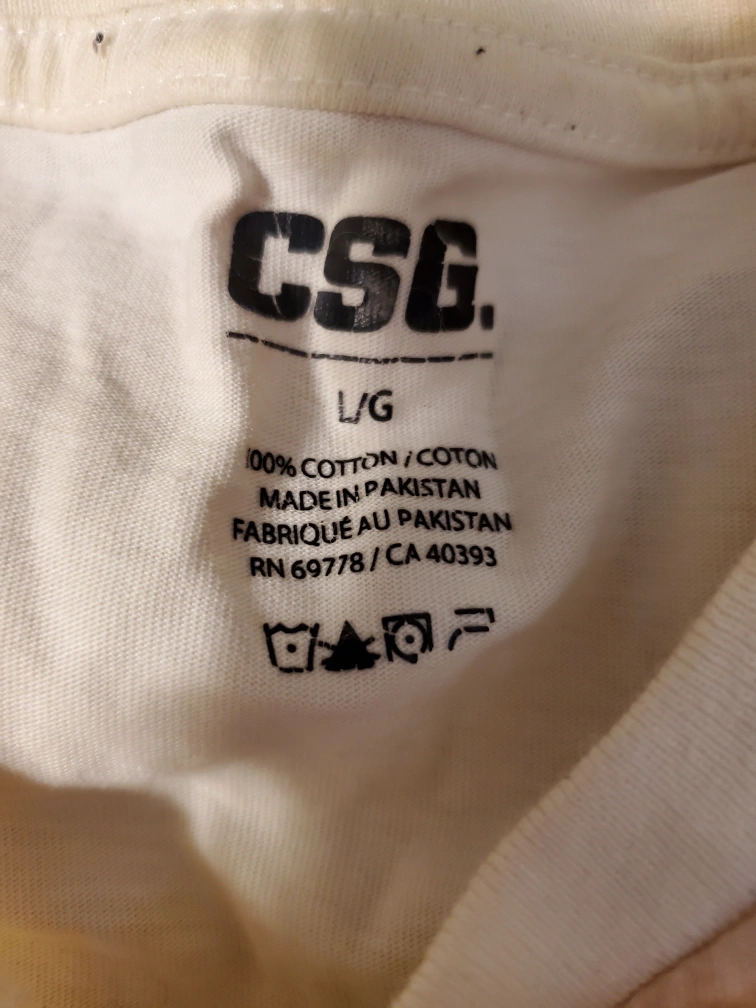 CSG.
L/G
100% COTTON / COTON
MADE IN PAKISTAN
FABRIQUÉ AU PAKISTAN
RN 69778 / CA 40393